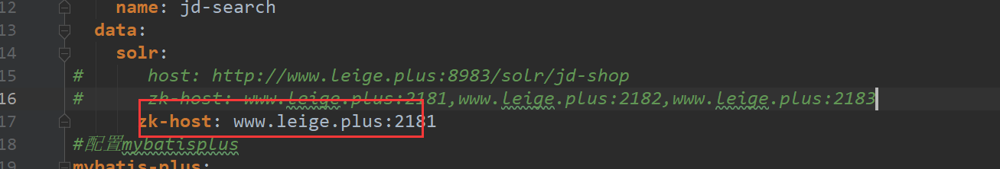 12 name: jd-search
13 data:
14 solr:
15 # host: http://www.leige.plus:8983/solr/jd-shop
16 # zk-host: www.leige.plus:2181,www.leige.plus:2182,www.leige.plus:2183
17 zk-host: www.leige.plus:2181
18 #配置mybatisplus
19 mybatis-plus: